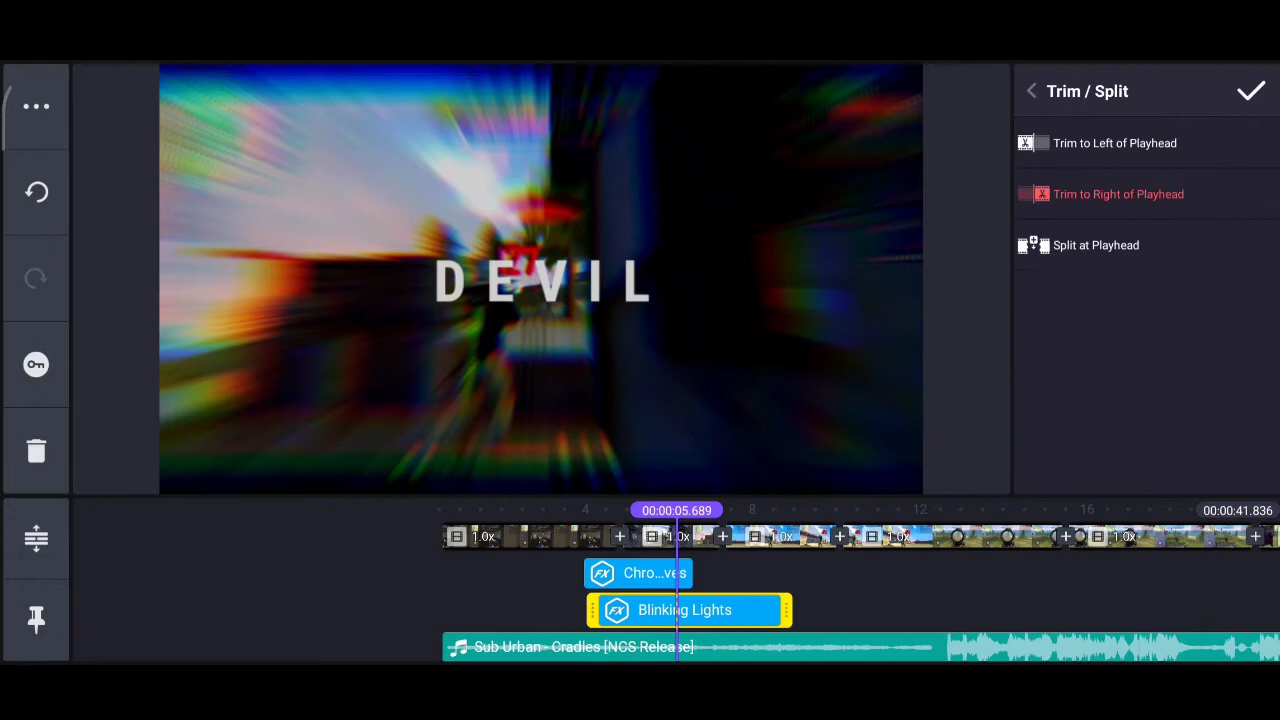 Trim / Split
Trim to Left of Playhead
Trim to Right of Playhead
Split at Playhead
DEVIL
4
00:00:05.689
8
12
16
00:00:41.836
1.0x
1.0x
1.0x
1.0x
1.0x
FX Chro...ves
FX Blinking Lights
Sub Urban - Cradles [NCS Release]